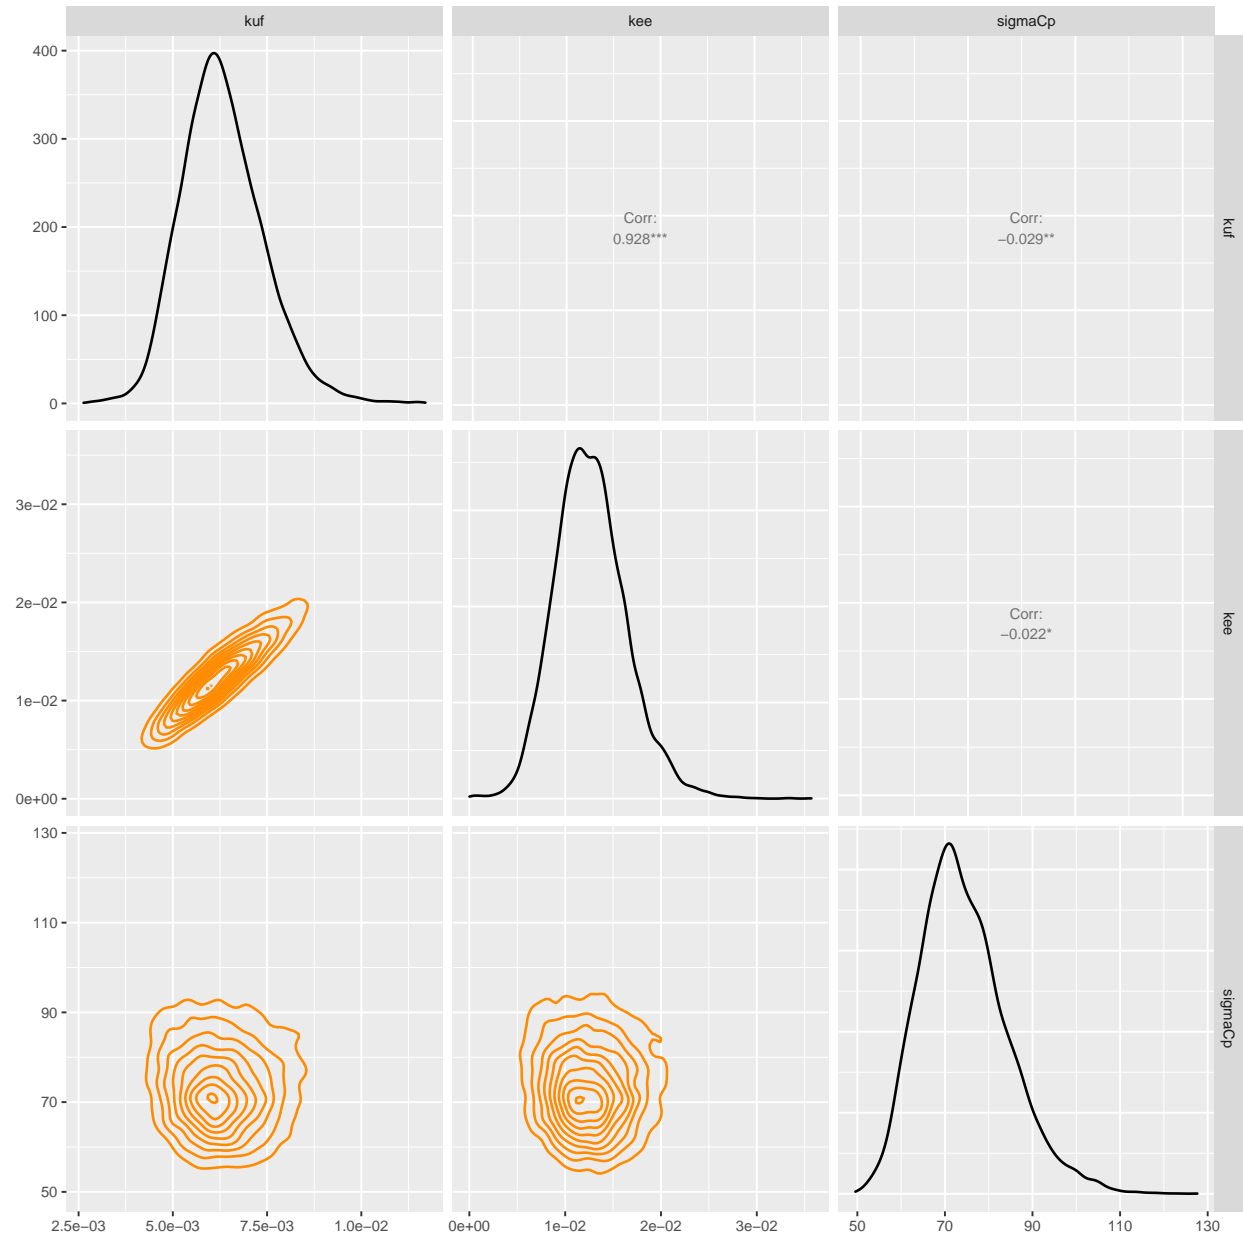 kuf kee sigmaCp
400
300
200
100
0
Corr:
0.928***
Corr:
−0.029**
kuf
3e−02
2e−02
1e−02
0e+00
Corr:
−0.022*
kee
130
110
90
70
50
sigmaCp
2.5e−03 5.0e−03 7.5e−03 1.0e−02 0e+00 1e−02 2e−02 3e−02 50 70 90 110 130